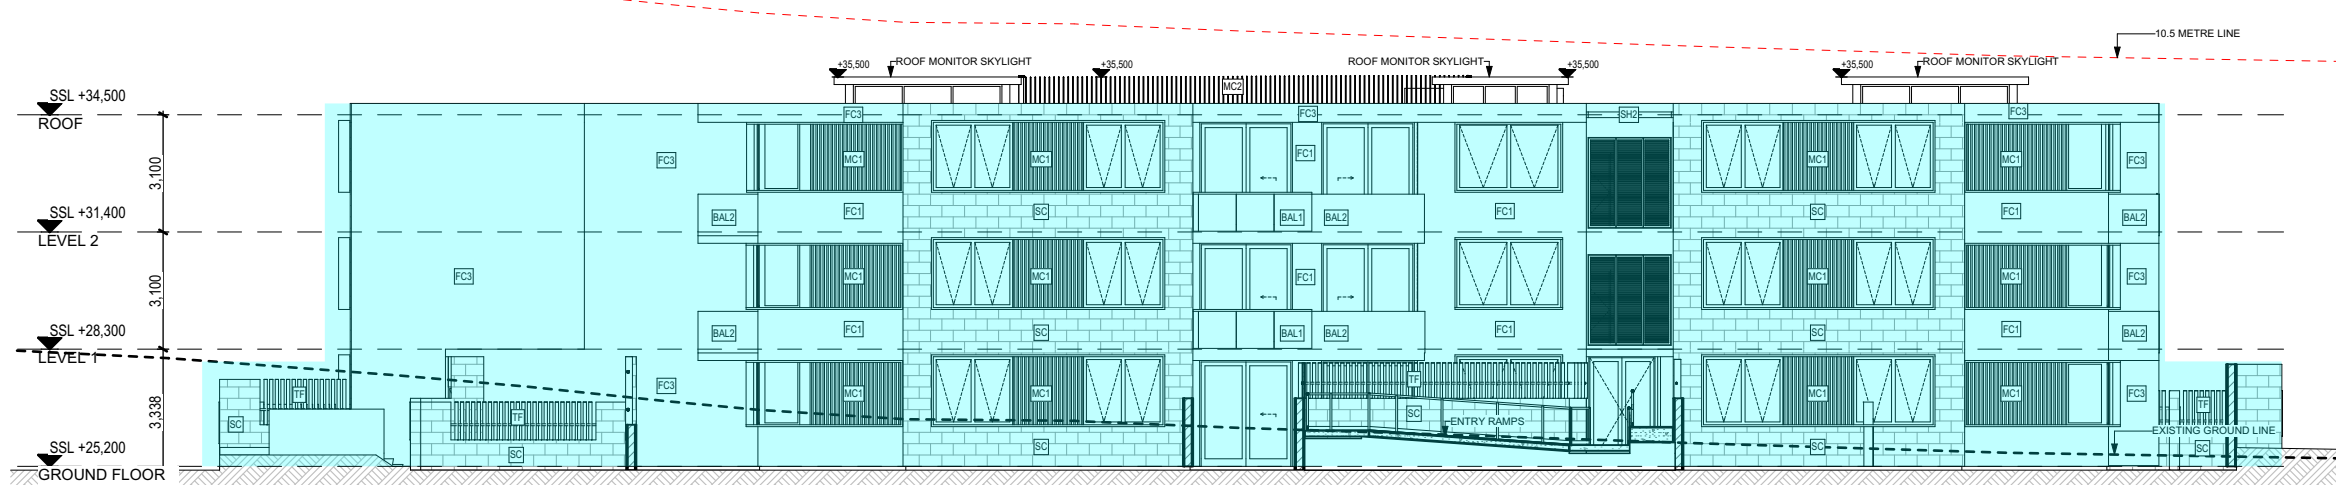 10.5 METRE LINE
+35,500 ROOF MONITOR SKYLIGHT +35,500 ROOF MONITOR SKYLIGHT +35,500 +35,500 ROOF MONITOR SKYLIGHT
MC2
SSL +34,500
ROOF
FC3 FC3 SH2 FC3
3,100
FC3 MC1 MC1 FC1 MC1 MC1 FC3
SSL +31,400
LEVEL 2
BAL2 FC1 SC BAL1 BAL2 FC1 SC FC1 BAL2
3,100
FC3 MC1 MC1 FC1 MC1 MC1 FC3
SSL +28,300
LEVEL 1
BAL2 FC1 SC BAL1 BAL2 FC1 SC FC1 BAL2
3,338
TF TF FC3 MC1 MC1 TF MC1 MC1 FC3 TF
SC SC ENTRY RAMPS EXISTING GROUND LINE
SSL +25,200
GROUND FLOOR
SC SC SC SC